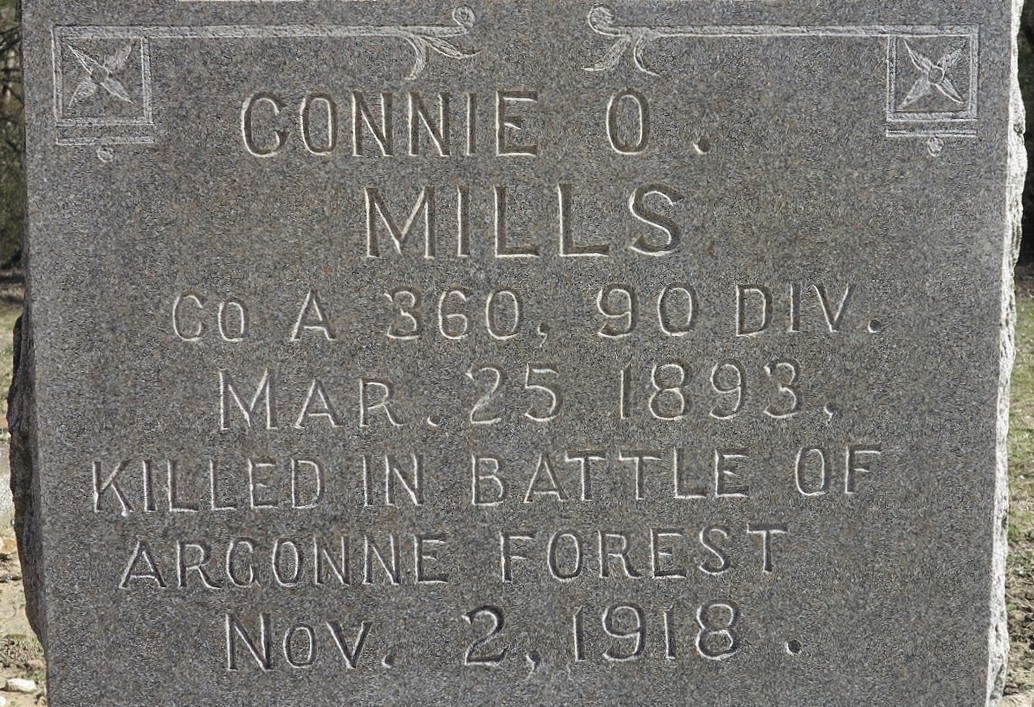 CONNIE O.
MILLS
Co A 360, 90 DIV.
MAR. 25 1893,
KILLED IN BATTLE OF
ARGONNE FOREST
Nov. 2, 1918.